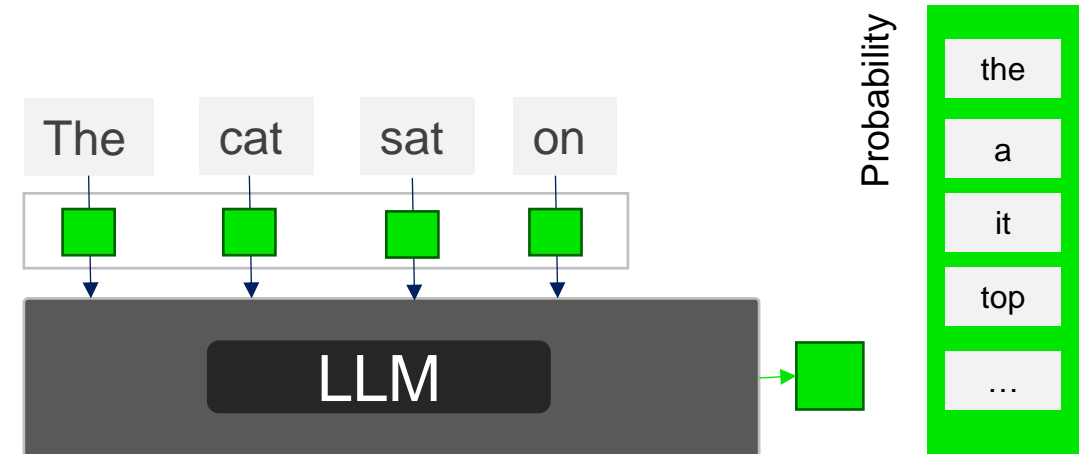 The cat sat on
LLM
Probability
the
a
it
top
…